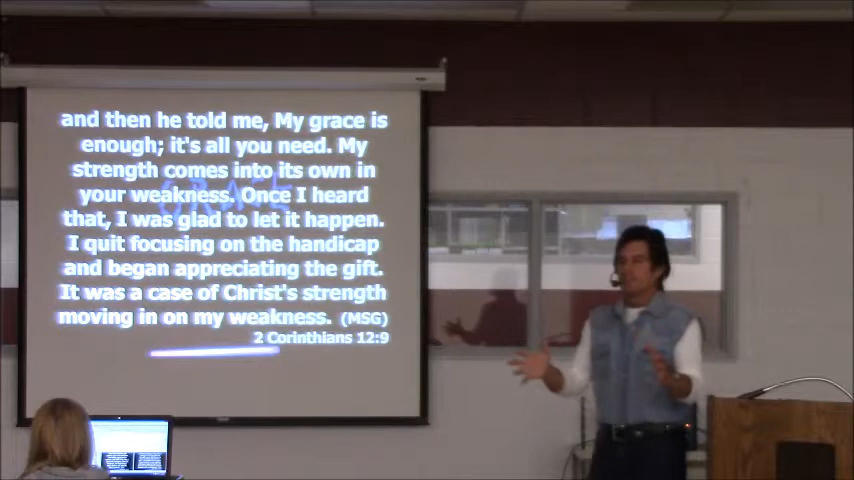 and then he told me, My grace is
enough; it's all you need. My
strength comes into its own in
your weakness. Once I heard
that, I was glad to let it happen.
I quit focusing on the handicap
and began appreciating the gift.
It was a case of Christ's strength
moving in on my weakness. (MSG)
2 Corinthians 12:9
GRACE